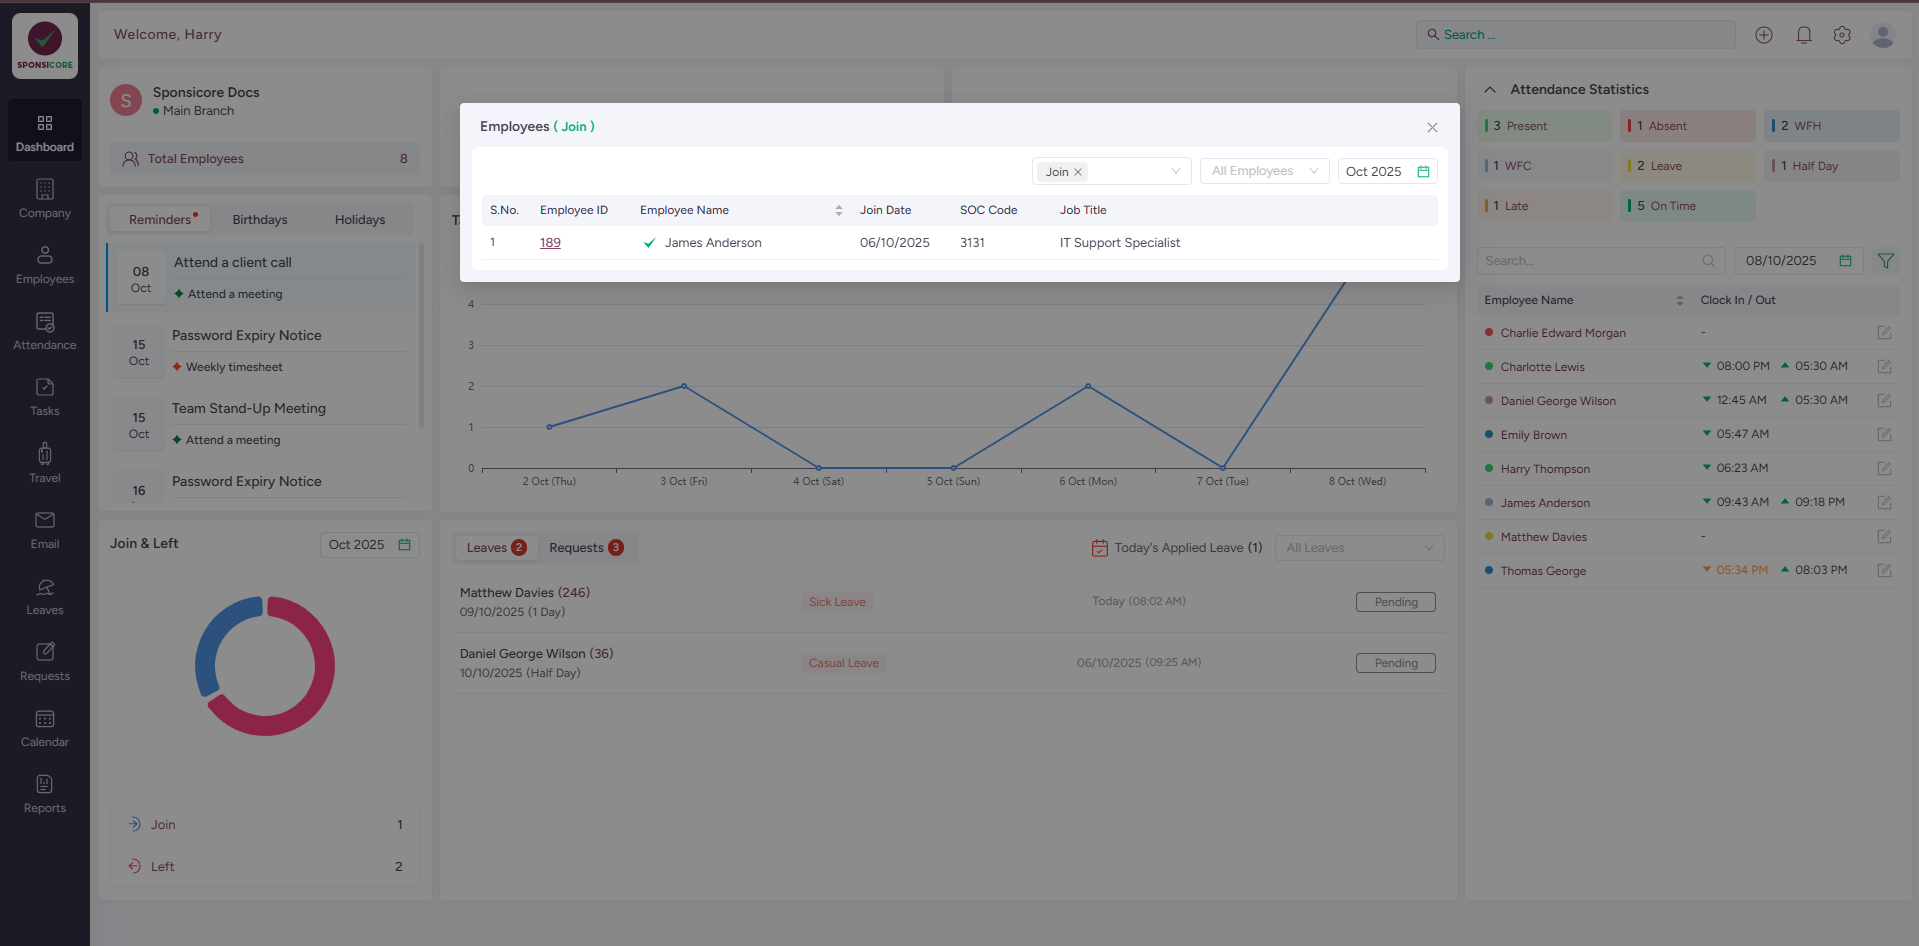 SPONSICORE
Dashboard
Company
Employees
Attendance
Tasks
Travel
Email
Leaves
Requests
Calendar
Reports
Welcome, Harry
Search ...
S
Sponsicore Docs
Main Branch
Total Employees 8
Reminders Birthdays Holidays
08 Oct Attend a client call
Attend a meeting
15 Oct Password Expiry Notice
Weekly timesheet
15 Oct Team Stand-Up Meeting
Attend a meeting
16 Password Expiry Notice
Join & Left Oct 2025
Join 1
Left 2
Employees ( Join )
Join All Employees Oct 2025
S.No. Employee ID Employee Name Join Date SOC Code Job Title
1 189 James Anderson 06/10/2025 3131 IT Support Specialist
4
3
2
1
0
2 Oct (Thu) 3 Oct (Fri) 4 Oct (Sat) 5 Oct (Sun) 6 Oct (Mon) 7 Oct (Tue) 8 Oct (Wed)
Leaves 2 Requests 3 Today's Applied Leave (1) All Leaves
Matthew Davies (246) Sick Leave Today (08:02 AM) Pending
09/10/2025 (1 Day)
Daniel George Wilson (36) Casual Leave 06/10/2025 (09:25 AM) Pending
10/10/2025 (Half Day)
Attendance Statistics
3 Present 1 Absent 2 WFH
1 WFC 2 Leave 1 Half Day
1 Late 5 On Time
Search... 08/10/2025
Employee Name Clock In / Out
Charlie Edward Morgan -
Charlotte Lewis 08:00 PM 05:30 AM
Daniel George Wilson 12:45 AM 05:30 AM
Emily Brown 05:47 AM
Harry Thompson 06:23 AM
James Anderson 09:43 AM 09:18 PM
Matthew Davies -
Thomas George 05:34 PM 08:03 PM